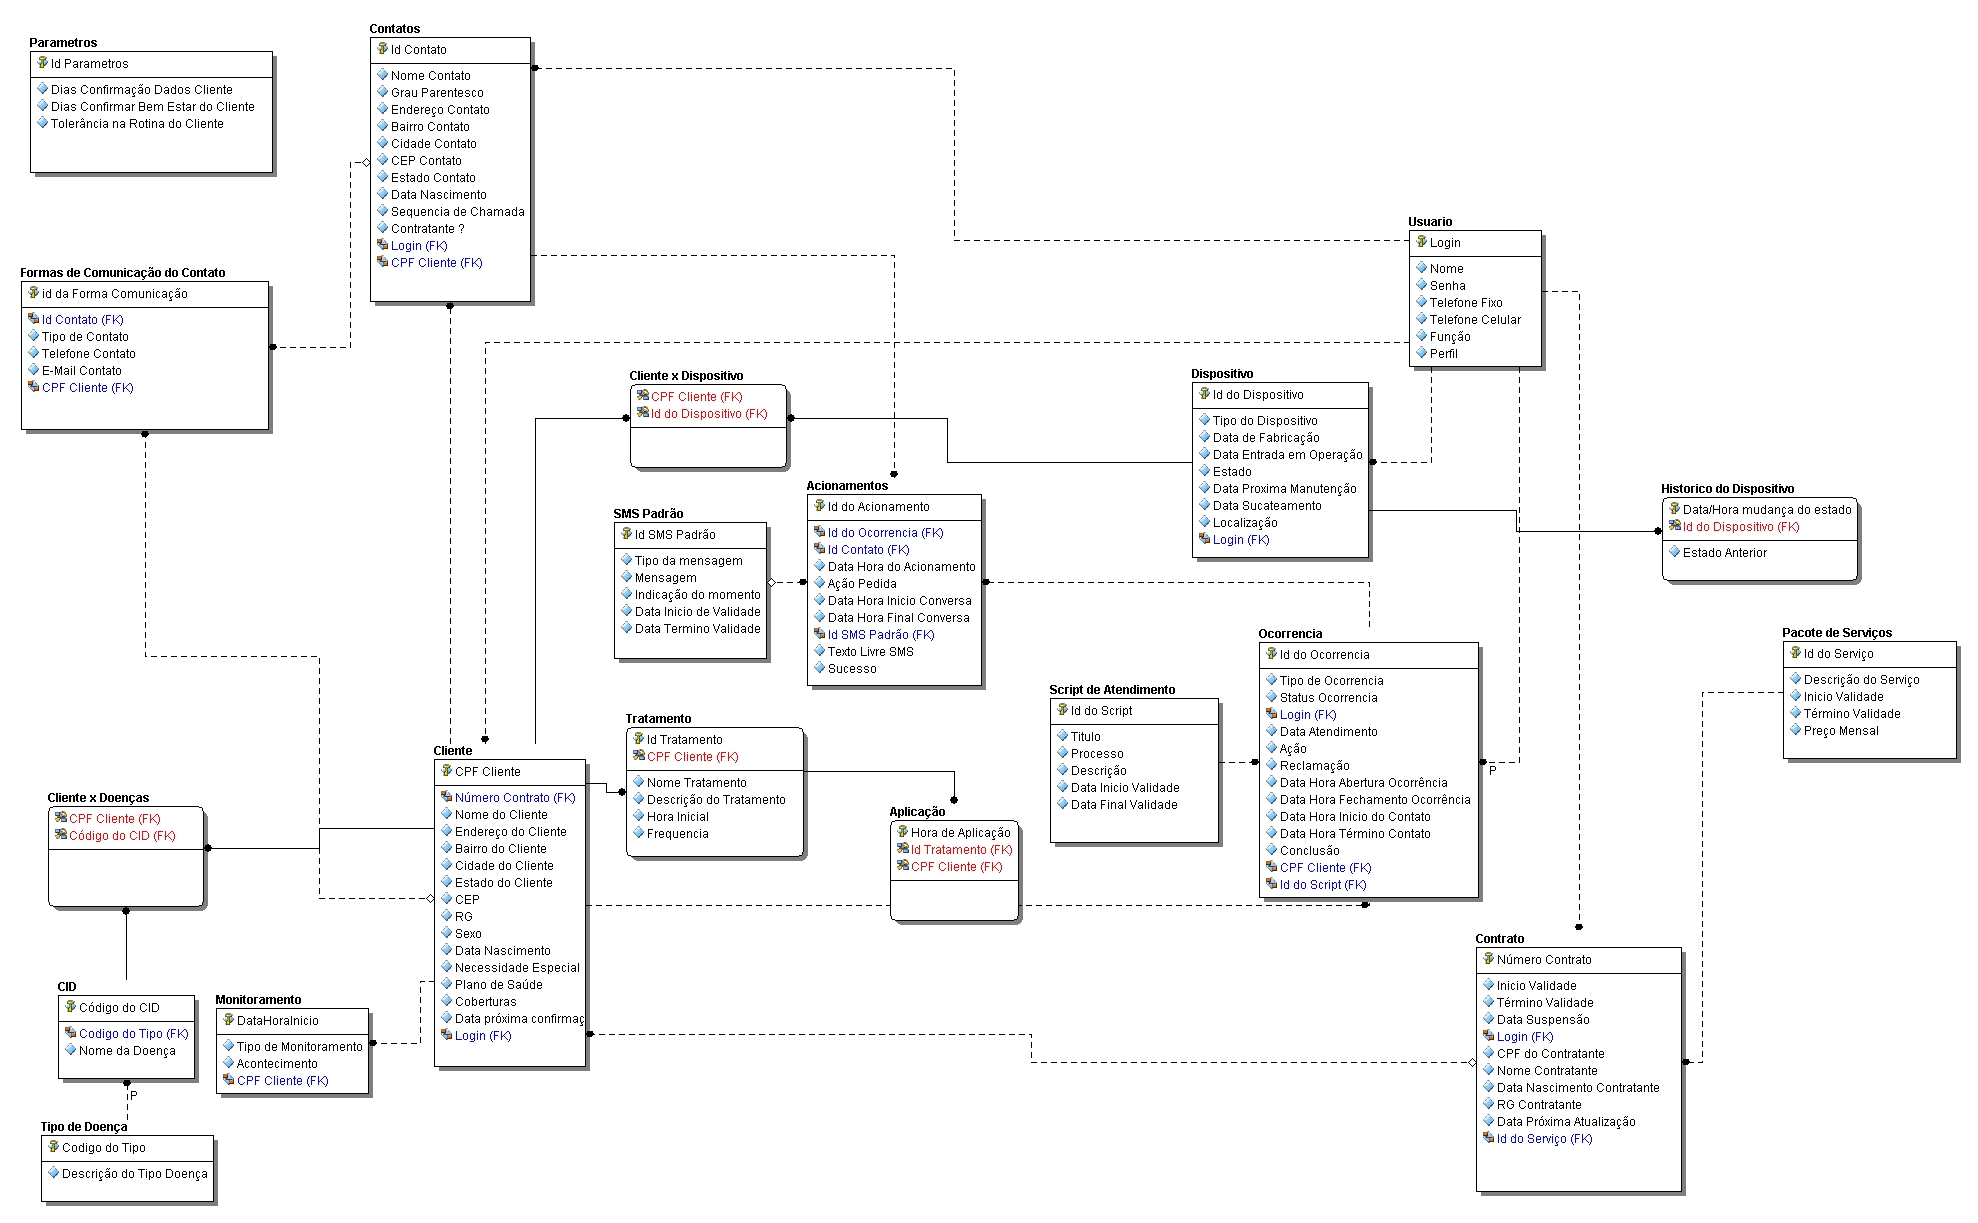 Parametros
Id Parametros
Dias Confirmação Dados Cliente
Dias Confirmar Bem Estar do Cliente
Tolerância na Rotina do Cliente
Contatos
Id Contato
Nome Contato
Grau Parentesco
Endereço Contato
Bairro Contato
Cidade Contato
CEP Contato
Estado Contato
Data Nascimento
Sequencia de Chamada
Contratante ?
Login (FK)
CPF Cliente (FK)
Formas de Comunicação do Contato
id da Forma Comunicação
Id Contato (FK)
Tipo de Contato
Telefone Contato
E-Mail Contato
CPF Cliente (FK)
Usuario
Login
Nome
Senha
Telefone Fixo
Telefone Celular
Função
Perfil
Cliente x Dispositivo
CPF Cliente (FK)
Id do Dispositivo (FK)
Dispositivo
Id do Dispositivo
Tipo do Dispositivo
Data de Fabricação
Data Entrada em Operação
Estado
Data Proxima Manutenção
Data Sucateamento
Localização
Login (FK)
Historico do Dispositivo
Data/Hora mudança do estado
Id do Dispositivo (FK)
Estado Anterior
SMS Padrão
Id SMS Padrão
Tipo da mensagem
Mensagem
Indicação do momento
Data Inicio de Validade
Data Termino Validade
Acionamentos
Id do Acionamento
Id do Ocorrencia (FK)
Id Contato (FK)
Data Hora do Acionamento
Ação Pedida
Data Hora Inicio Conversa
Data Hora Final Conversa
Id SMS Padrão (FK)
Texto Livre SMS
Sucesso
Ocorrencia
Id do Ocorrencia
Tipo de Ocorrencia
Status Ocorrencia
Login (FK)
Data Atendimento
Ação
Reclamação
Data Hora Abertura Ocorrência
Data Hora Fechamento Ocorrência
Data Hora Inicio do Contato
Data Hora Término Contato
Conclusão
CPF Cliente (FK)
Id do Script (FK)
P
Pacote de Serviços
Id do Serviço
Descrição do Serviço
Inicio Validade
Término Validade
Preço Mensal
Script de Atendimento
Id do Script
Titulo
Processo
Descrição
Data Inicio Validade
Data Final Validade
Tratamento
Id Tratamento
CPF Cliente (FK)
Nome Tratamento
Descrição do Tratamento
Hora Inicial
Frequencia
Aplicação
Hora de Aplicação
Id Tratamento (FK)
CPF Cliente (FK)
Cliente
CPF Cliente
Número Contrato (FK)
Nome do Cliente
Endereço do Cliente
Bairro do Cliente
Cidade do Cliente
Estado do Cliente
CEP
RG
Sexo
Data Nascimento
Necessidade Especial
Plano de Saúde
Coberturas
Data próxima confirmaç
Login (FK)
Cliente x Doenças
CPF Cliente (FK)
Código do CID (FK)
CID
Código do CID
Codigo do Tipo (FK)
Nome da Doença
P
Monitoramento
DataHoraInicio
Tipo de Monitoramento
Acontecimento
CPF Cliente (FK)
Tipo de Doença
Codigo do Tipo
Descrição do Tipo Doença
Contrato
Número Contrato
Inicio Validade
Término Validade
Data Suspensão
Login (FK)
CPF do Contratante
Nome Contratante
Data Nascimento Contratante
RG Contratante
Data Próxima Atualização
Id do Serviço (FK)